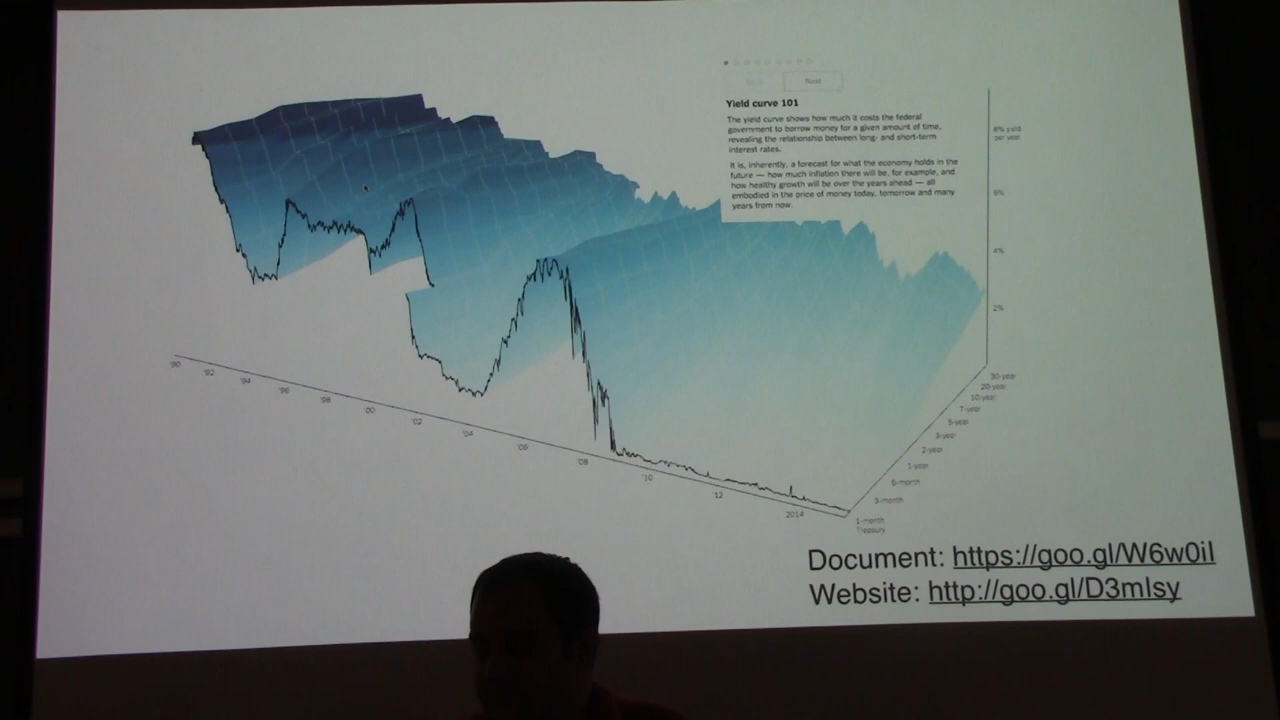 Next
Yield curve 101
The yield curve shows how much it costs the federal
government to borrow money for a given amount of time,
revealing the relationship between long- and short-term
interest rates.
It is, inherently, a forecast for what the economy holds in the
future — how much inflation there will be, for example, and
how healthy growth will be over the years ahead — all
embodied in the price of money today, tomorrow and many
years from now.
8% yield
per year
6%
4%
2%
30-year
20-year
10-year
7-year
5-year
3-year
2-year
1-year
6-month
3-month
1-month
Treasury
'90
'92
'94
'96
'98
'00
'02
'04
'06
'08
'10
'12
2014
Document: https://goo.gl/W6w0iI
Website: http://goo.gl/D3mIsy